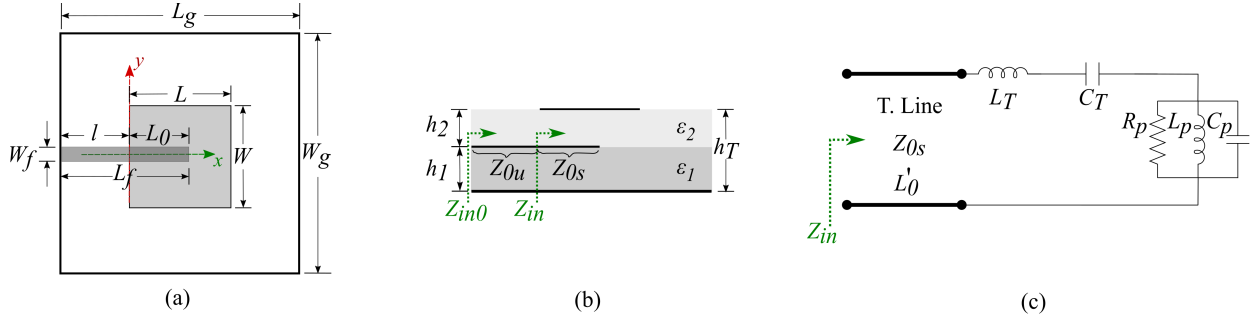 Lg
y
L
l
L0
Wf
x
W
Wg
Lf
(a)
h2
ε2
hT
Z0u
Z0s
h1
ε1
Zin0
Zin
(b)
T. Line
LT
CT
Rp
Lp
Cp
Z0s
L'0
Zin
(c)